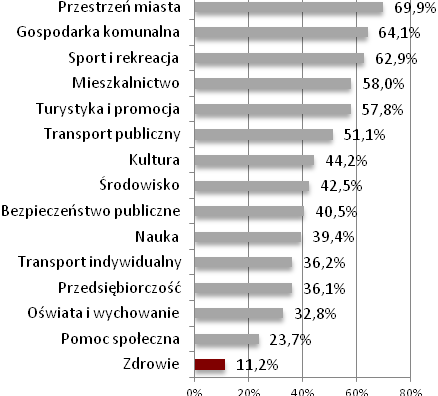 Przestrzeń miasta 69,9%
Gospodarka komunalna 64,1%
Sport i rekreacja 62,9%
Mieszkalnictwo 58,0%
Turystyka i promocja 57,8%
Transport publiczny 51,1%
Kultura 44,2%
Środowisko 42,5%
Bezpieczeństwo publiczne 40,5%
Nauka 39,4%
Transport indywidualny 36,2%
Przedsiębiorczość 36,1%
Oświata i wychowanie 32,8%
Pomoc społeczna 23,7%
Zdrowie 11,2%
0% 20% 40% 60% 80%